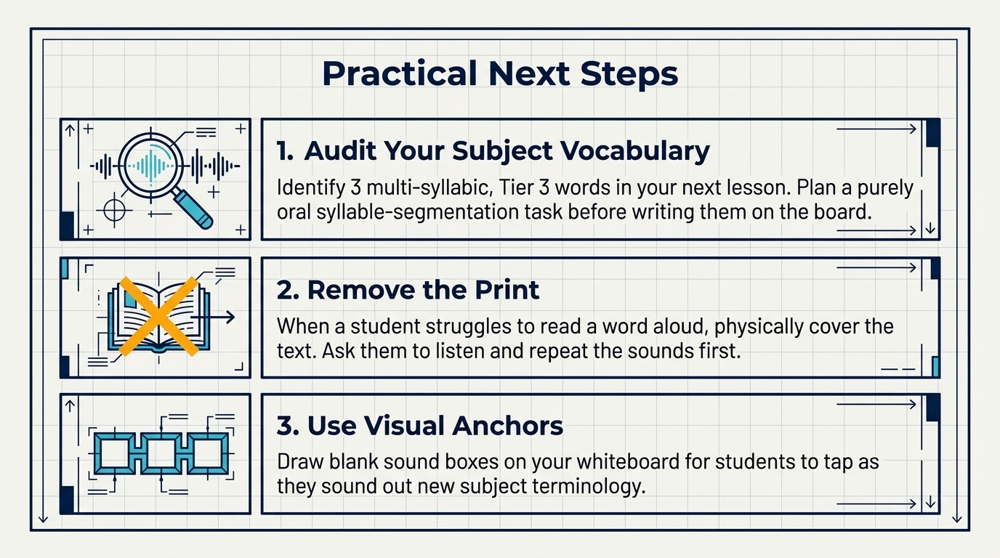 Practical Next Steps
1. Audit Your Subject Vocabulary
Identify 3 multi-syllabic, Tier 3 words in your next lesson. Plan a purely
oral syllable-segmentation task before writing them on the board.
2. Remove the Print
When a student struggles to read a word aloud, physically cover the
text. Ask them to listen and repeat the sounds first.
3. Use Visual Anchors
Draw blank sound boxes on your whiteboard for students to tap as
they sound out new subject terminology.